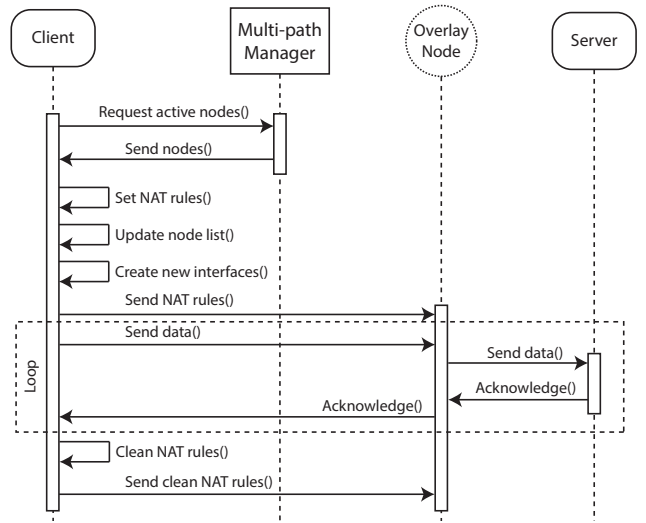 Client
Multi-path
Manager
Overlay
Node
Server
Request active nodes()
Send nodes()
Set NAT rules()
Update node list()
Create new interfaces()
Send NAT rules()
Loop
Send data()
Send data()
Acknowledge()
Acknowledge()
Clean NAT rules()
Send clean NAT rules()